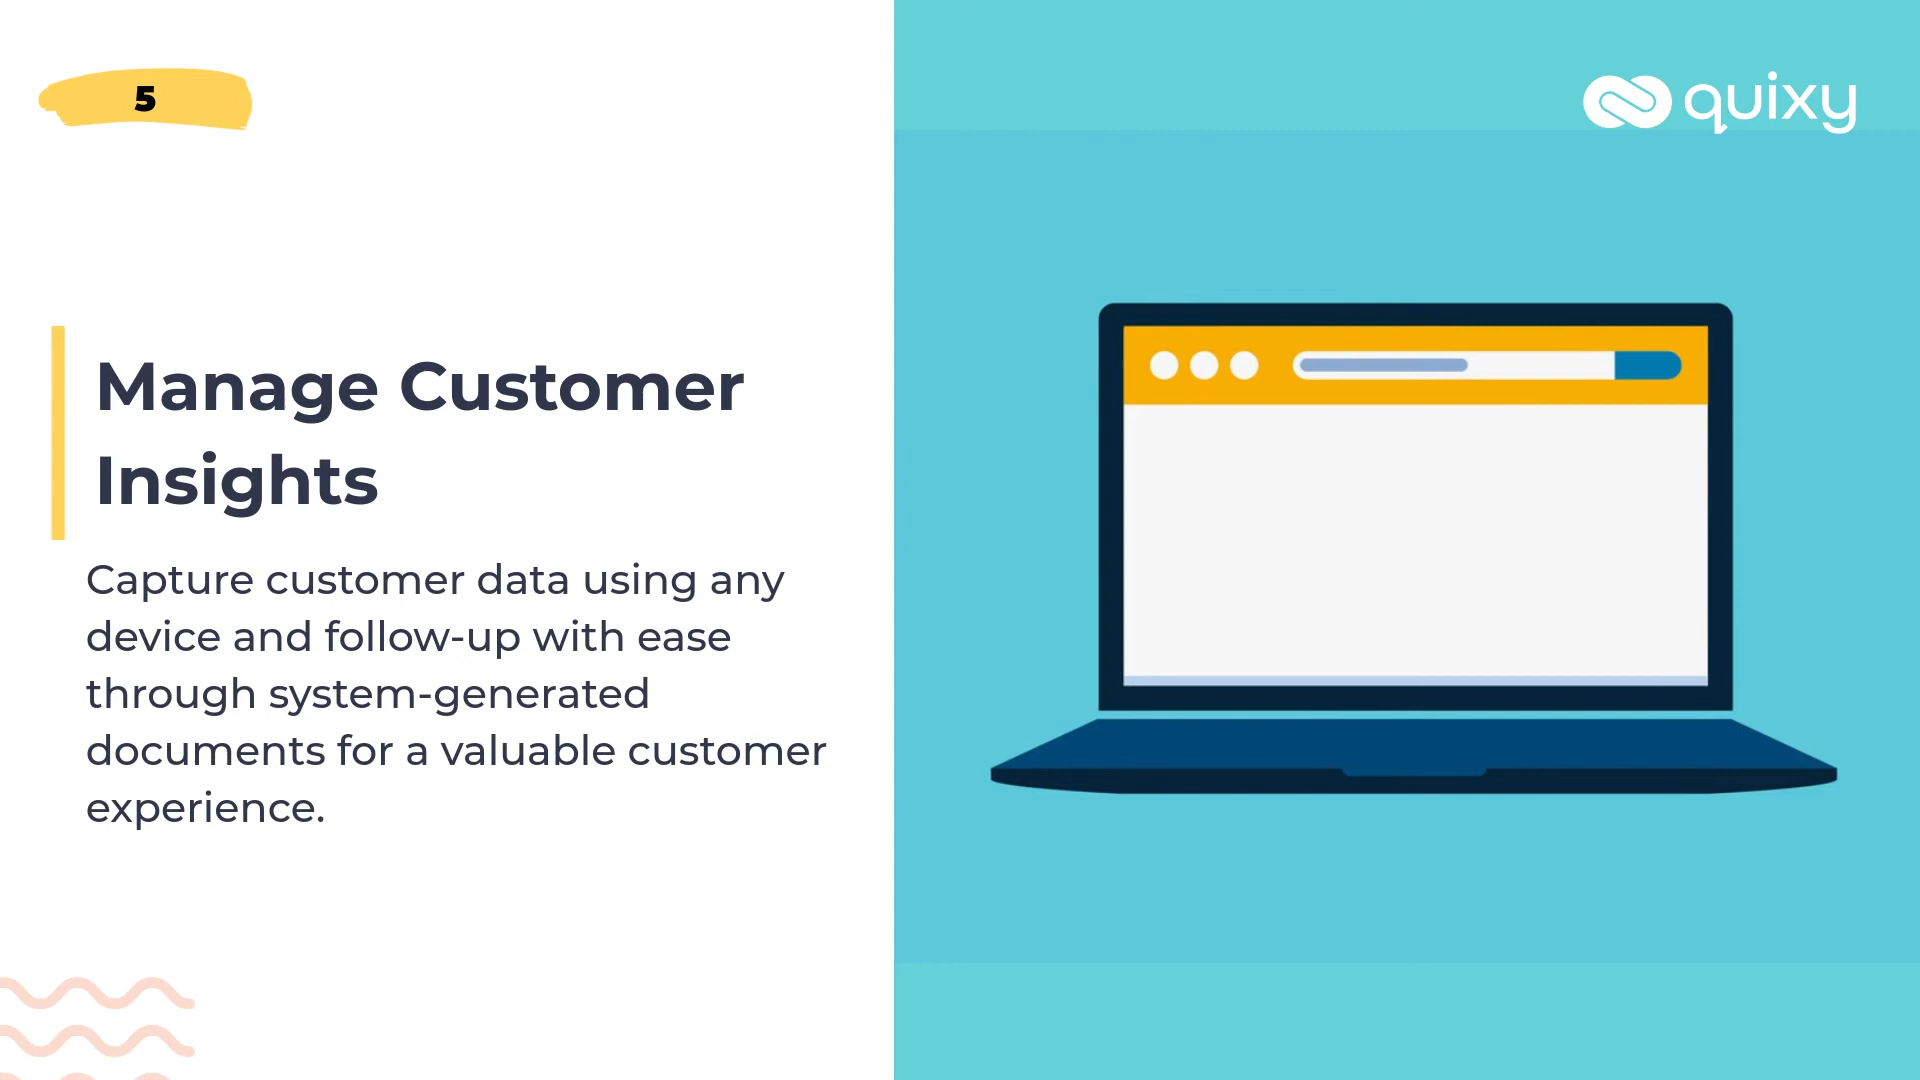 5
quixy
Manage Customer
Insights
Capture customer data using any
device and follow-up with ease
through system-generated
documents for a valuable customer
experience.